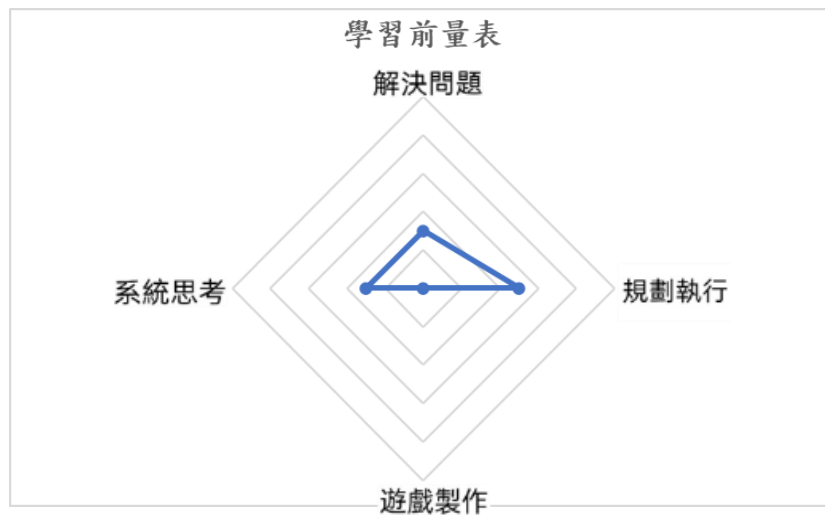 學習前量表
解決問題
系統思考
規劃執行
遊戲製作